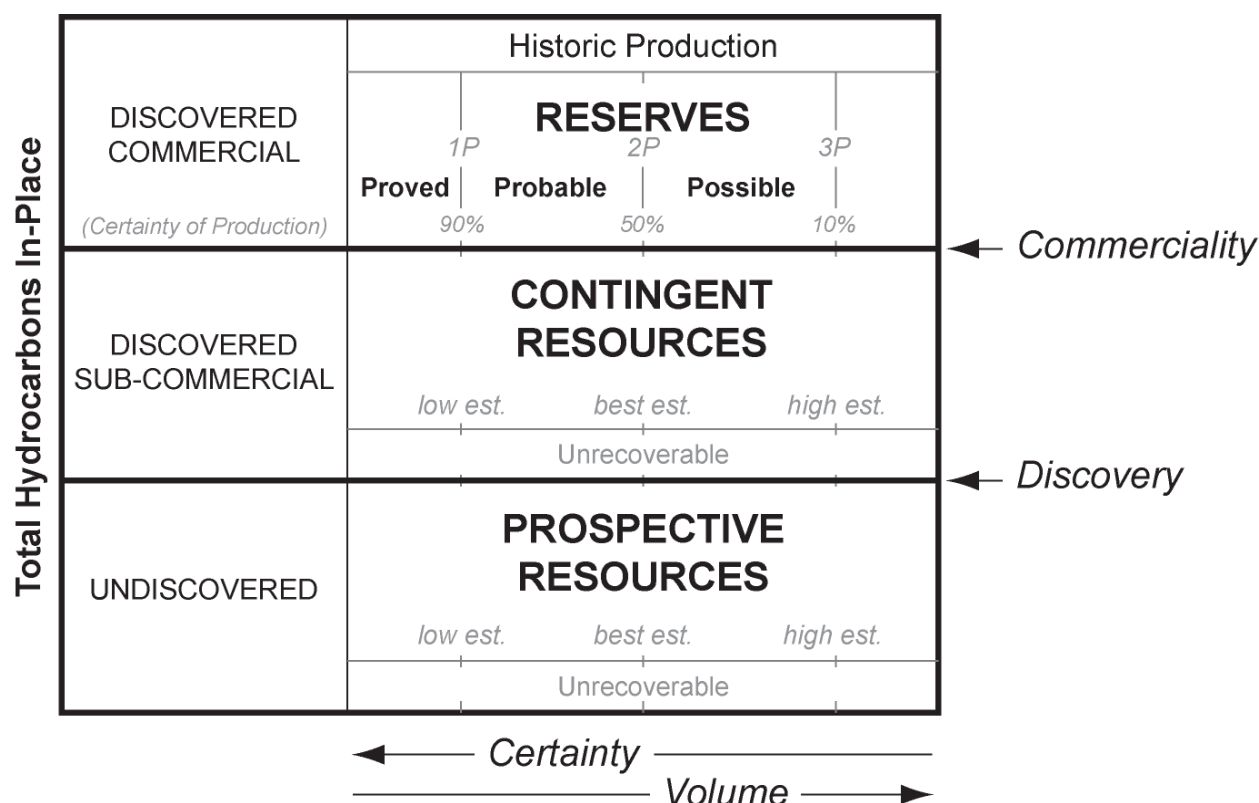 Total Hydrocarbons In-Place
Historic Production
DISCOVERED
COMMERCIAL
(Certainty of Production)
RESERVES
1P 2P 3P
Proved Probable Possible
90% 50% 10%
Commerciality
DISCOVERED
SUB-COMMERCIAL
CONTINGENT
RESOURCES
low est. best est. high est.
Unrecoverable
Discovery
UNDISCOVERED
PROSPECTIVE
RESOURCES
low est. best est. high est.
Unrecoverable
Certainty
Volume